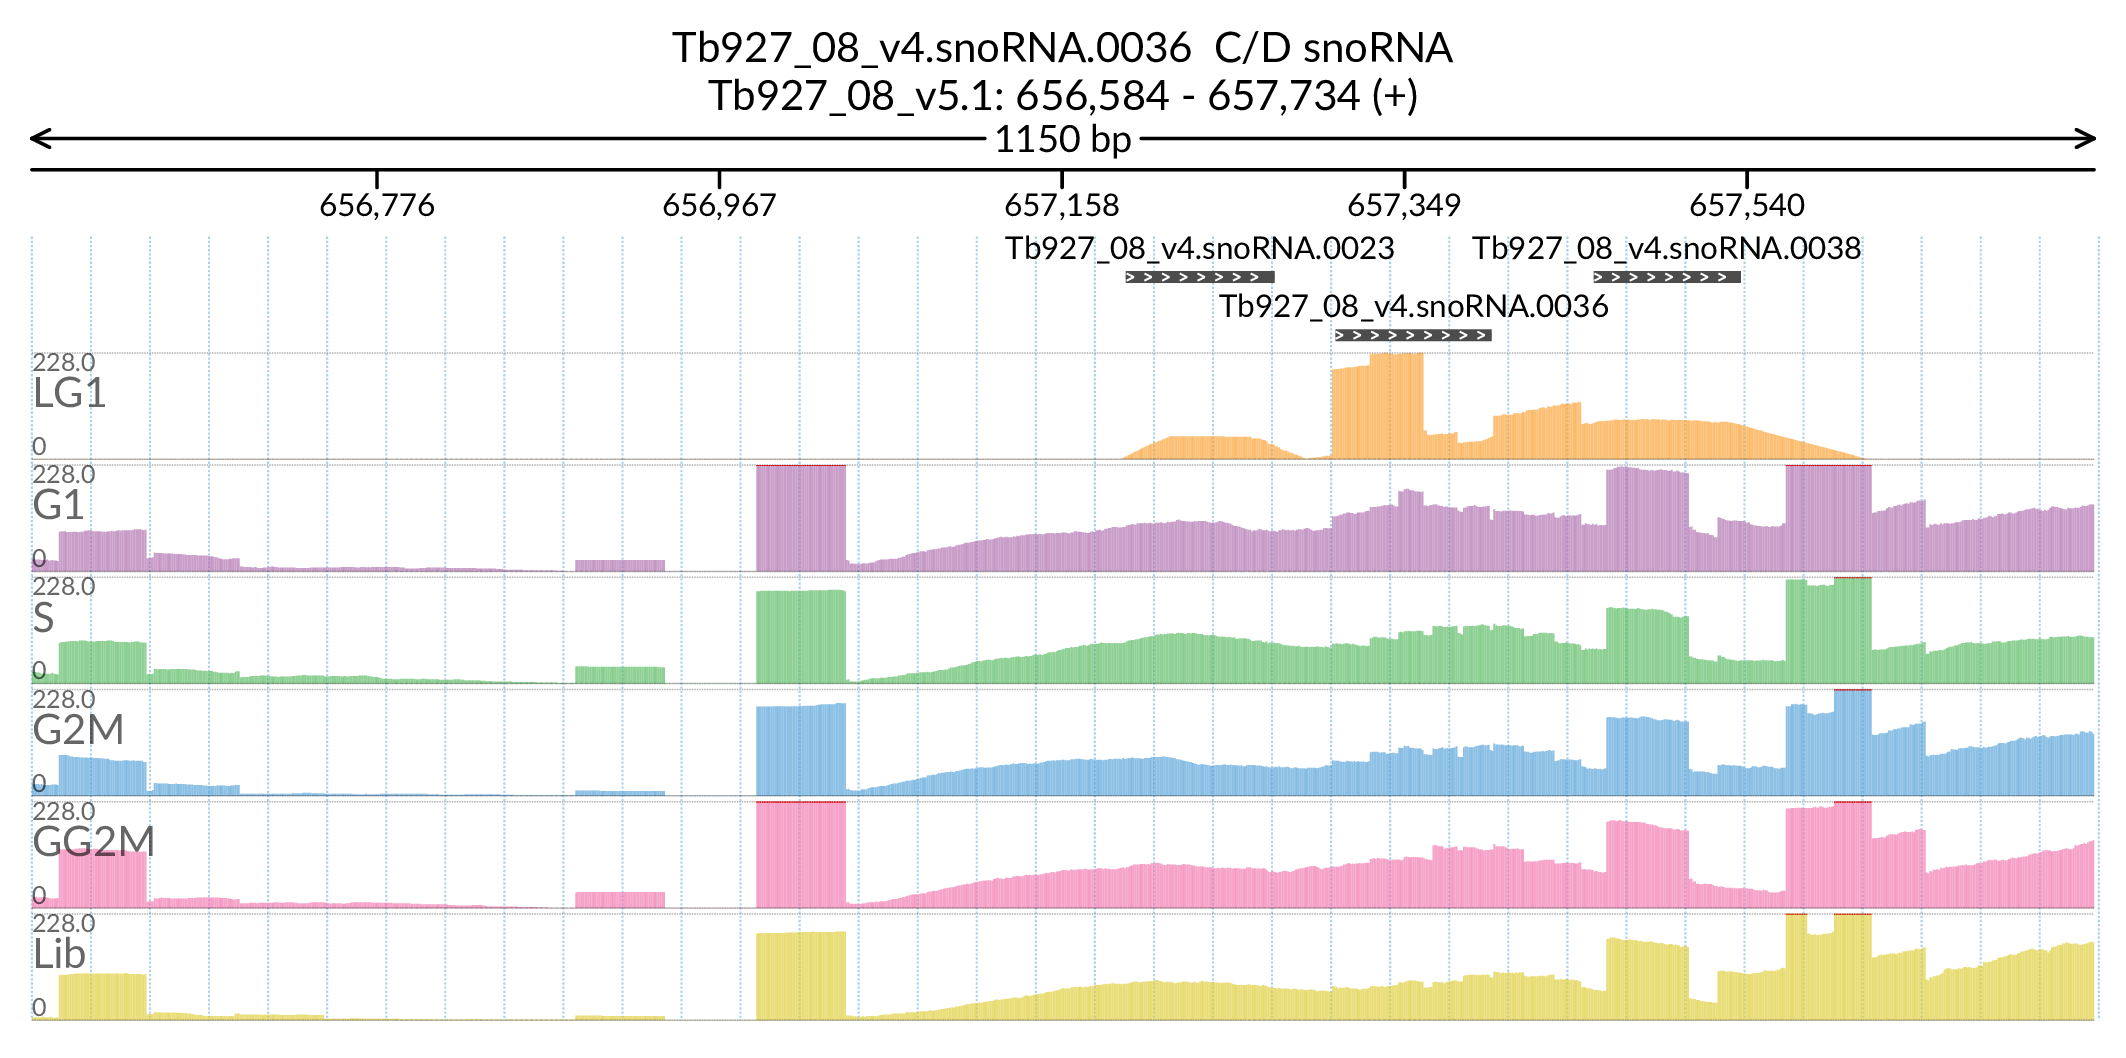 Tb927_08_v4.snoRNA.0036  C/D snoRNA
Tb927_08_v5.1: 656,584 - 657,734 (+)
1150 bp
656,776 656,967 657,158 657,349 657,540
Tb927_08_v4.snoRNA.0023 Tb927_08_v4.snoRNA.0038
Tb927_08_v4.snoRNA.0036
228.0
LG1
0
228.0
G1
0
228.0
S
0
228.0
G2M
0
228.0
GG2M
0
228.0
Lib
0